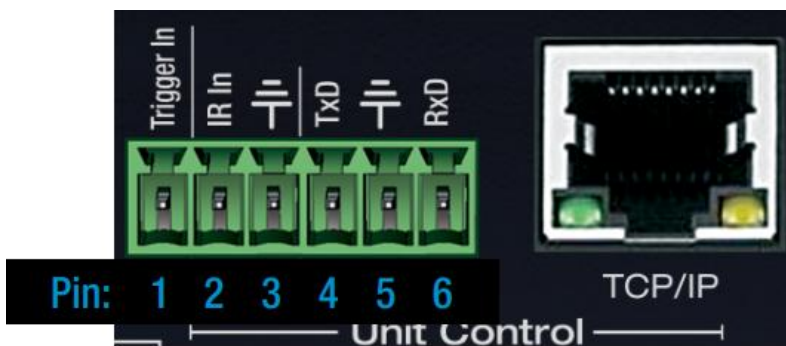 Trigger In
IR In
TxD
RxD
Pin: 1 2 3 4 5 6
TCP/IP
Unit Control